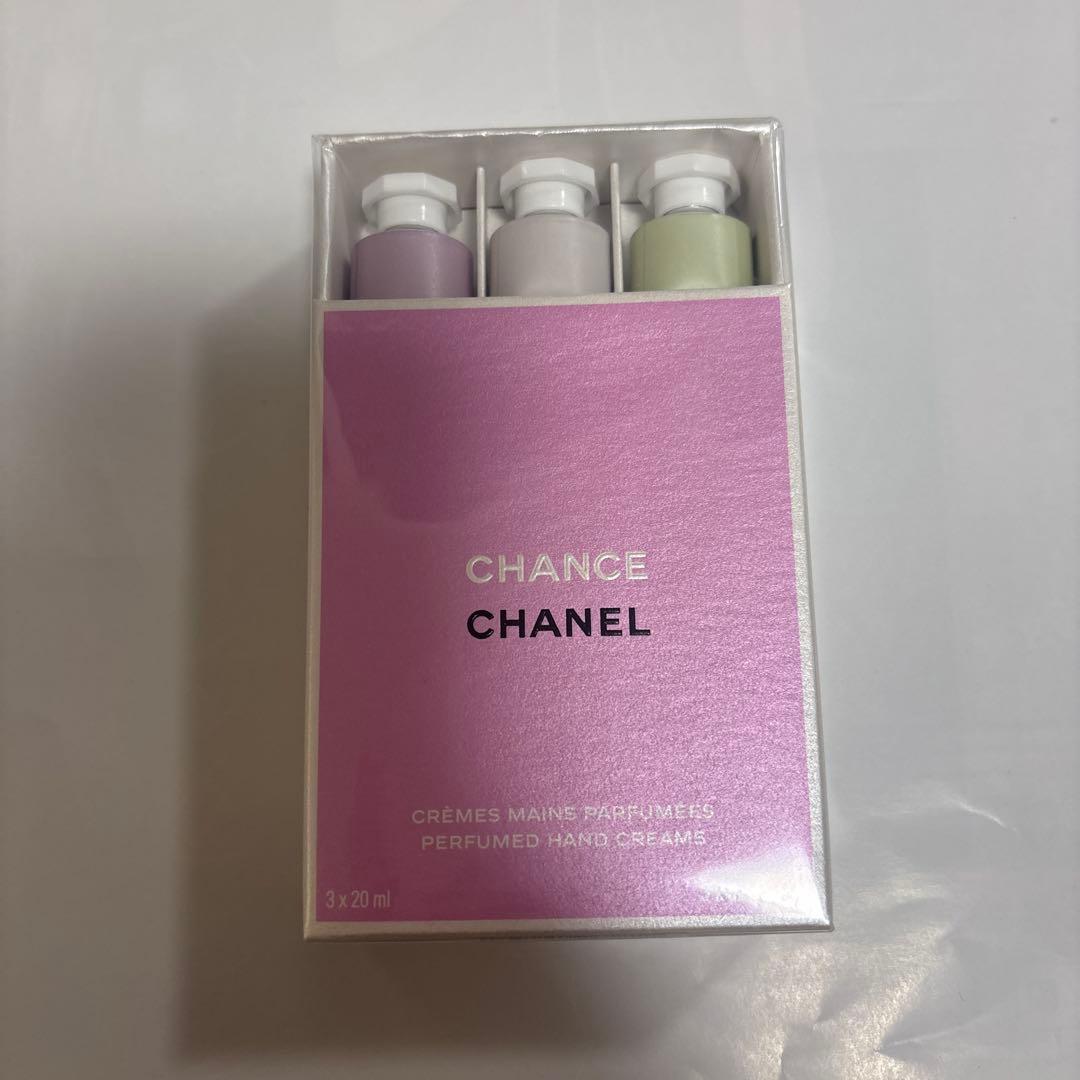 CHANCE
CHANEL
CRÈMES MAINS PARFUMÉES
PERFUMED HAND CREAMS
3 x 20 ml